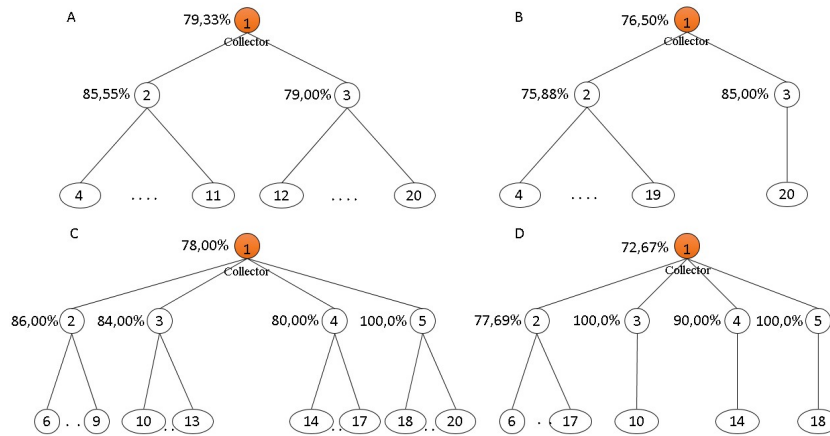 A 79,33% 1 B 76,50% 1
Collector Collector
85,55% 2 79,00% 3 75,88% 2 85,00% 3
4 .... 11 12 .... 20 4 .... 19 20
C 78,00% 1 D 72,67% 1
Collector Collector
86,00% 2 84,00% 3 80,00% 4 100,0% 5 77,69% 2 100,0% 3 90,00% 4 100,0% 5
6 .. 9 10 .. 13 14 .. 17 18 .. 20 6 .. 17 10 14 18